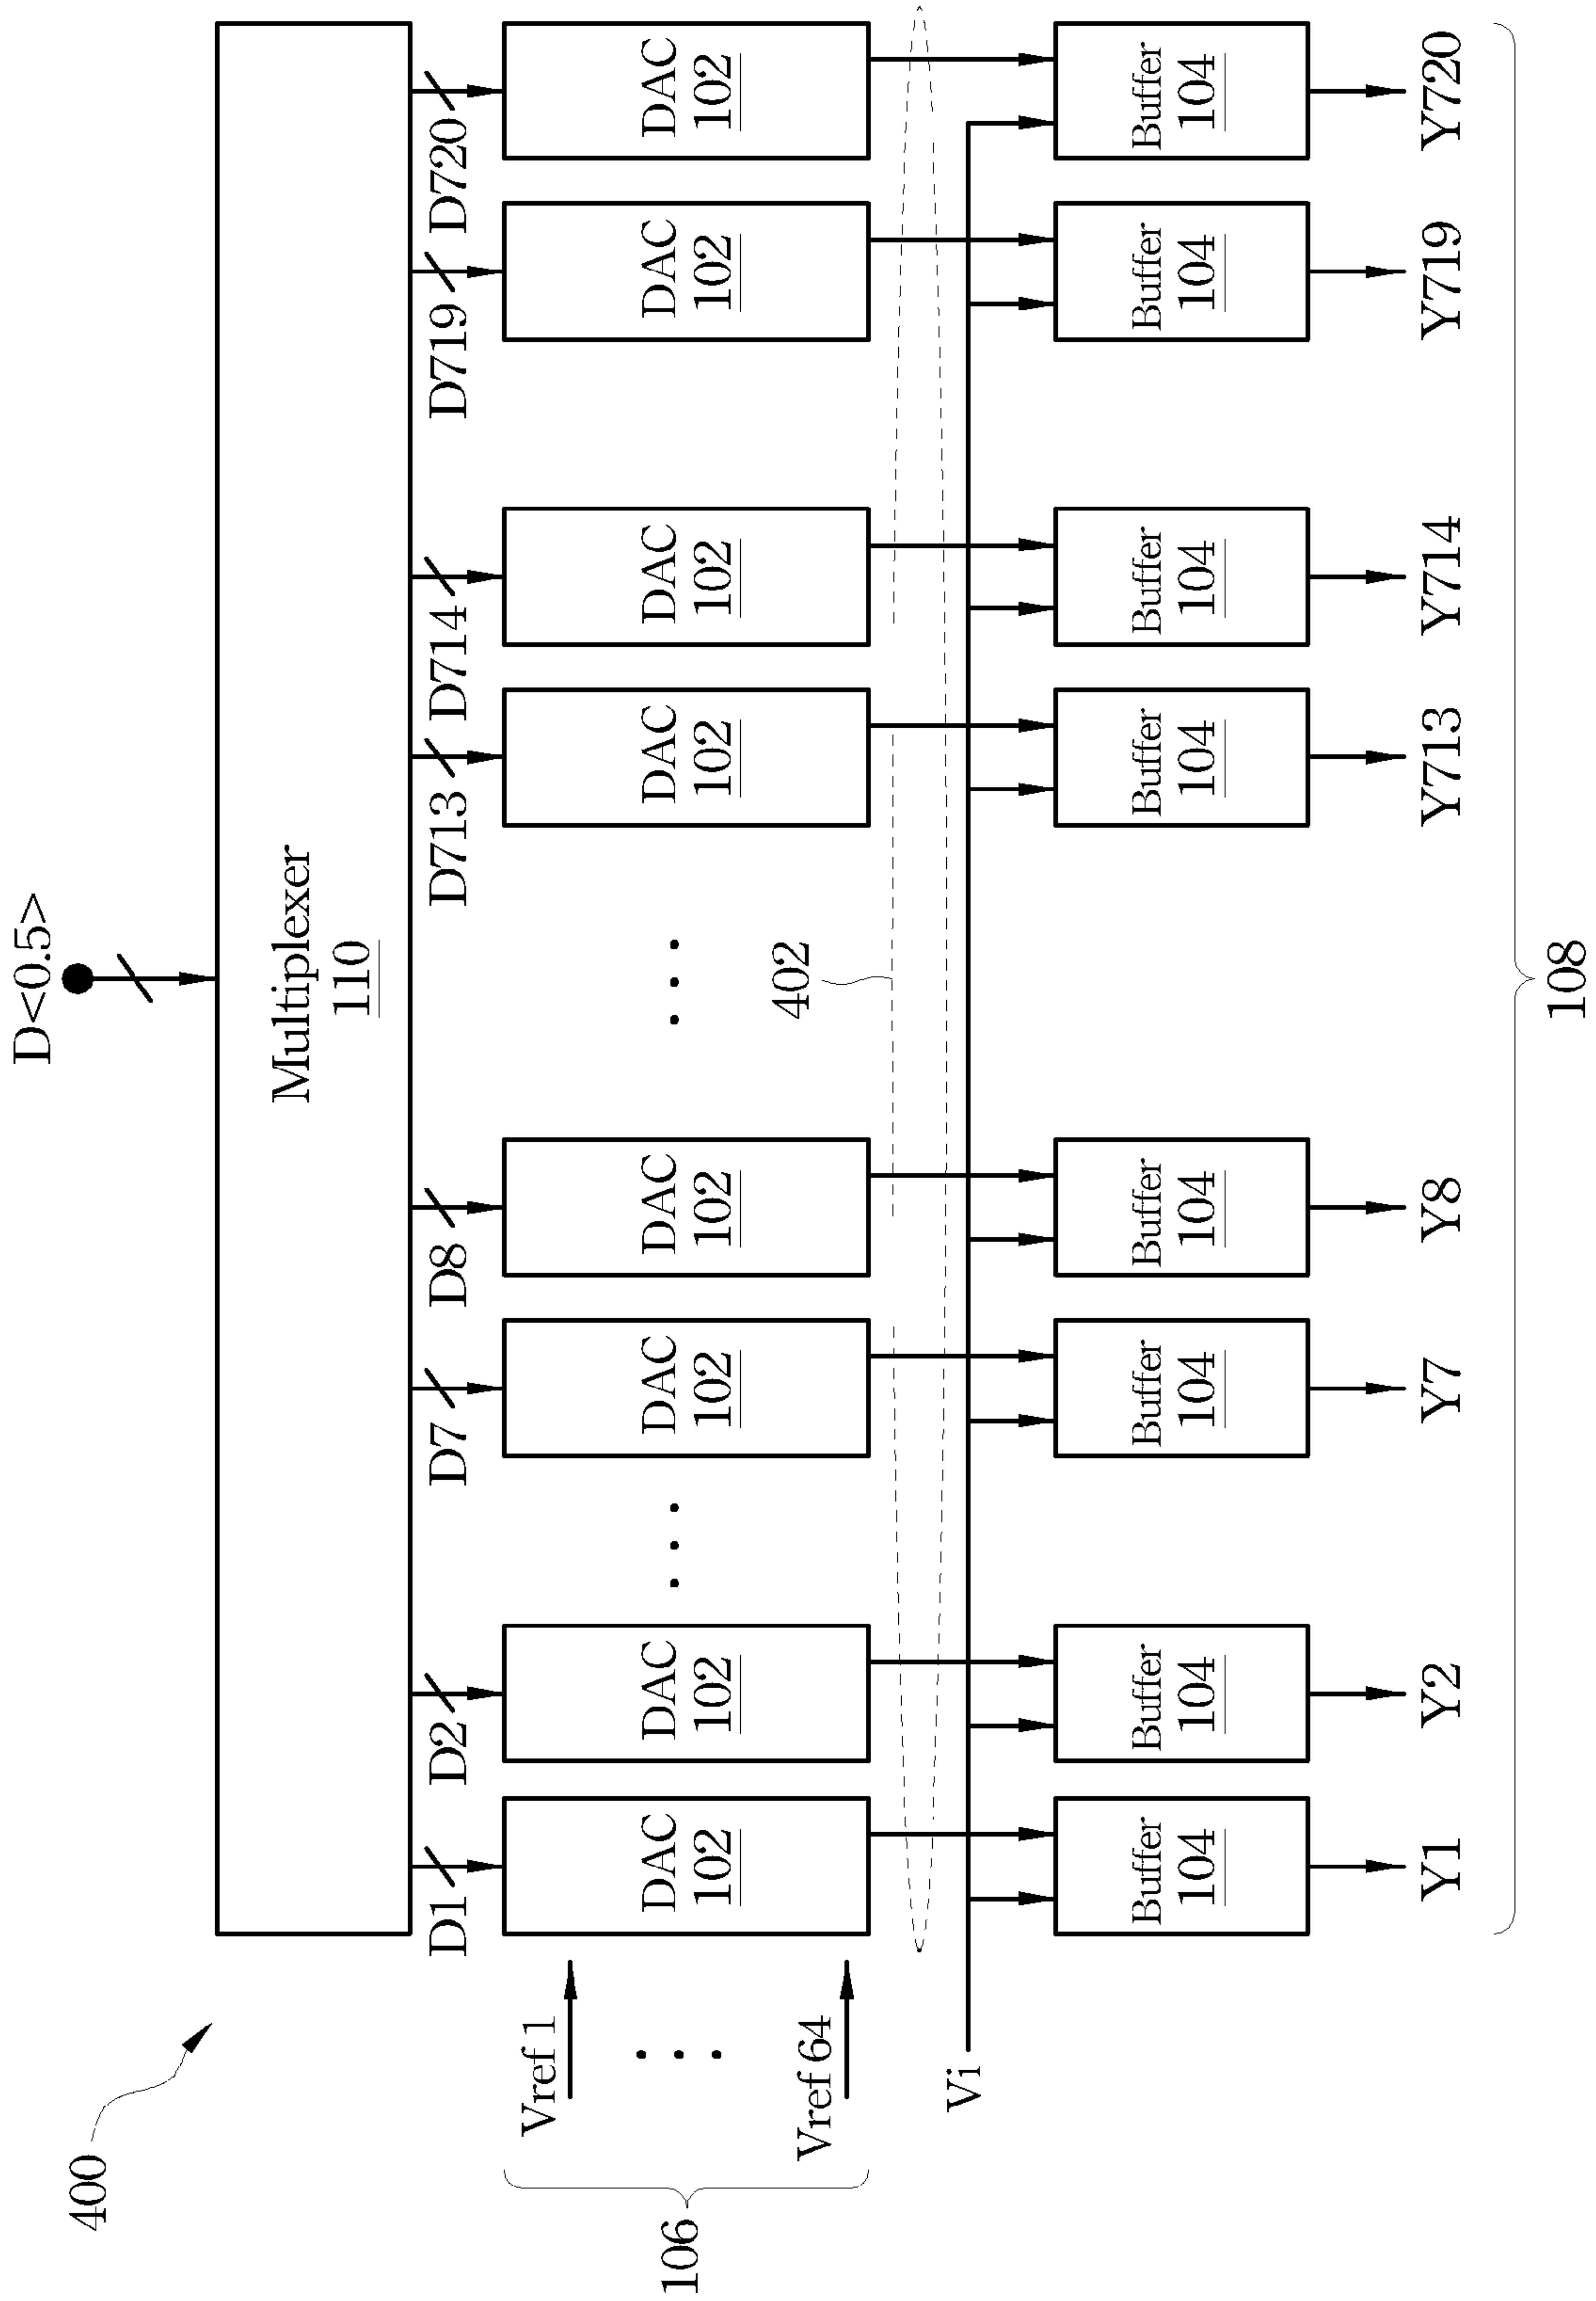 400
D<0.5>
Multiplexer
110
D1
D2
D7
D8
D713
D714
D719
D720
Vref 1
Vref 64
106
DAC
102
DAC
102
DAC
102
DAC
102
DAC
102
DAC
102
DAC
102
DAC
102
402
Vi
Buffer
104
Buffer
104
Buffer
104
Buffer
104
Buffer
104
Buffer
104
Buffer
104
Buffer
104
Y1
Y2
Y7
Y8
Y713
Y714
Y719
Y720
108